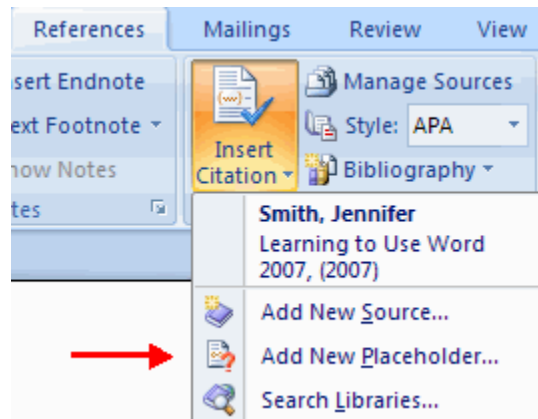 References Mailings Review View
sert Endnote Manage Sources
ext Footnote Style: APA
Insert
Citation Bibliography
now Notes
tes
Smith, Jennifer
Learning to Use Word
2007, (2007)
Add New Source...
Add New Placeholder...
Search Libraries...